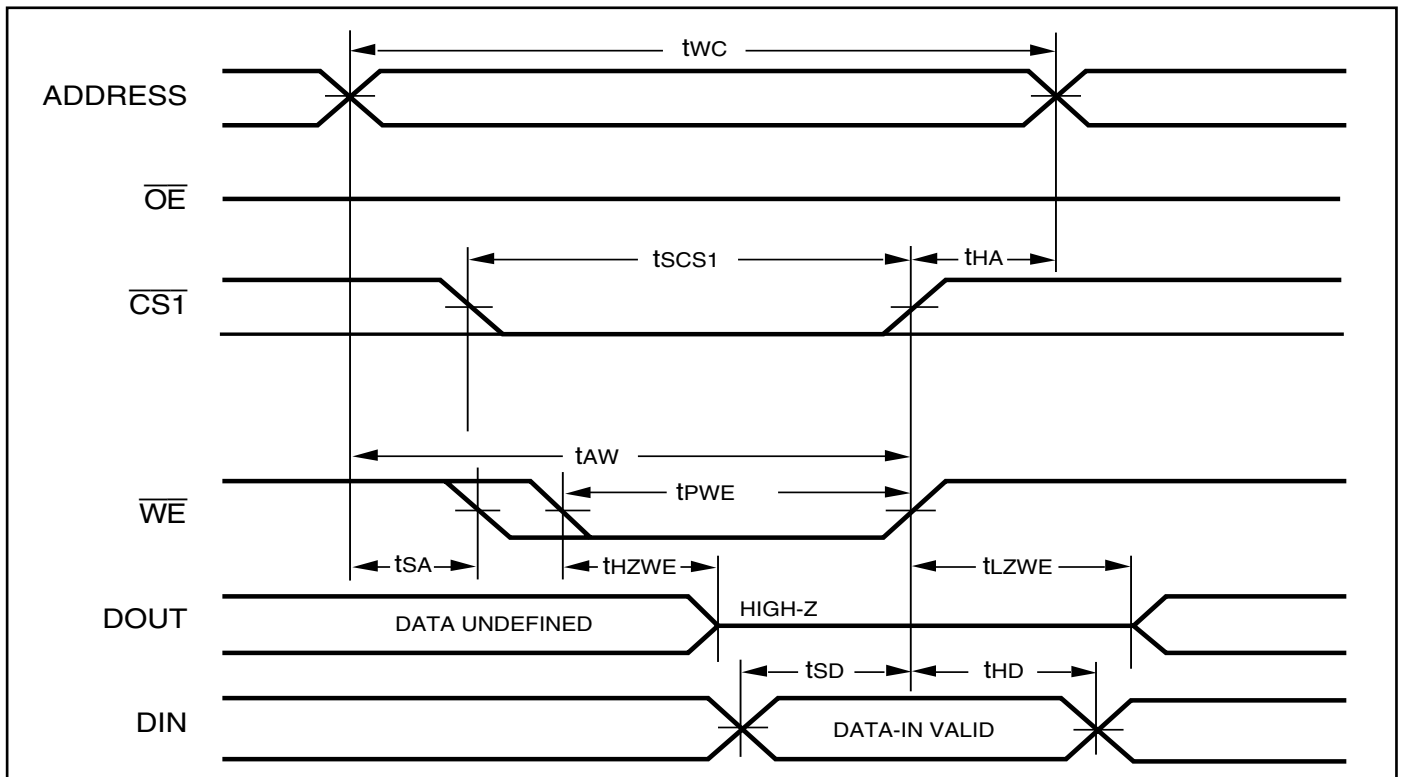 tWC
ADDRESS
OE
tSCS1
tHA
CS1
tAW
tPWE
WE
tSA
tHZWE
tLZWE
DOUT
DATA UNDEFINED
HIGH-Z
tSD
tHD
DIN
DATA-IN VALID